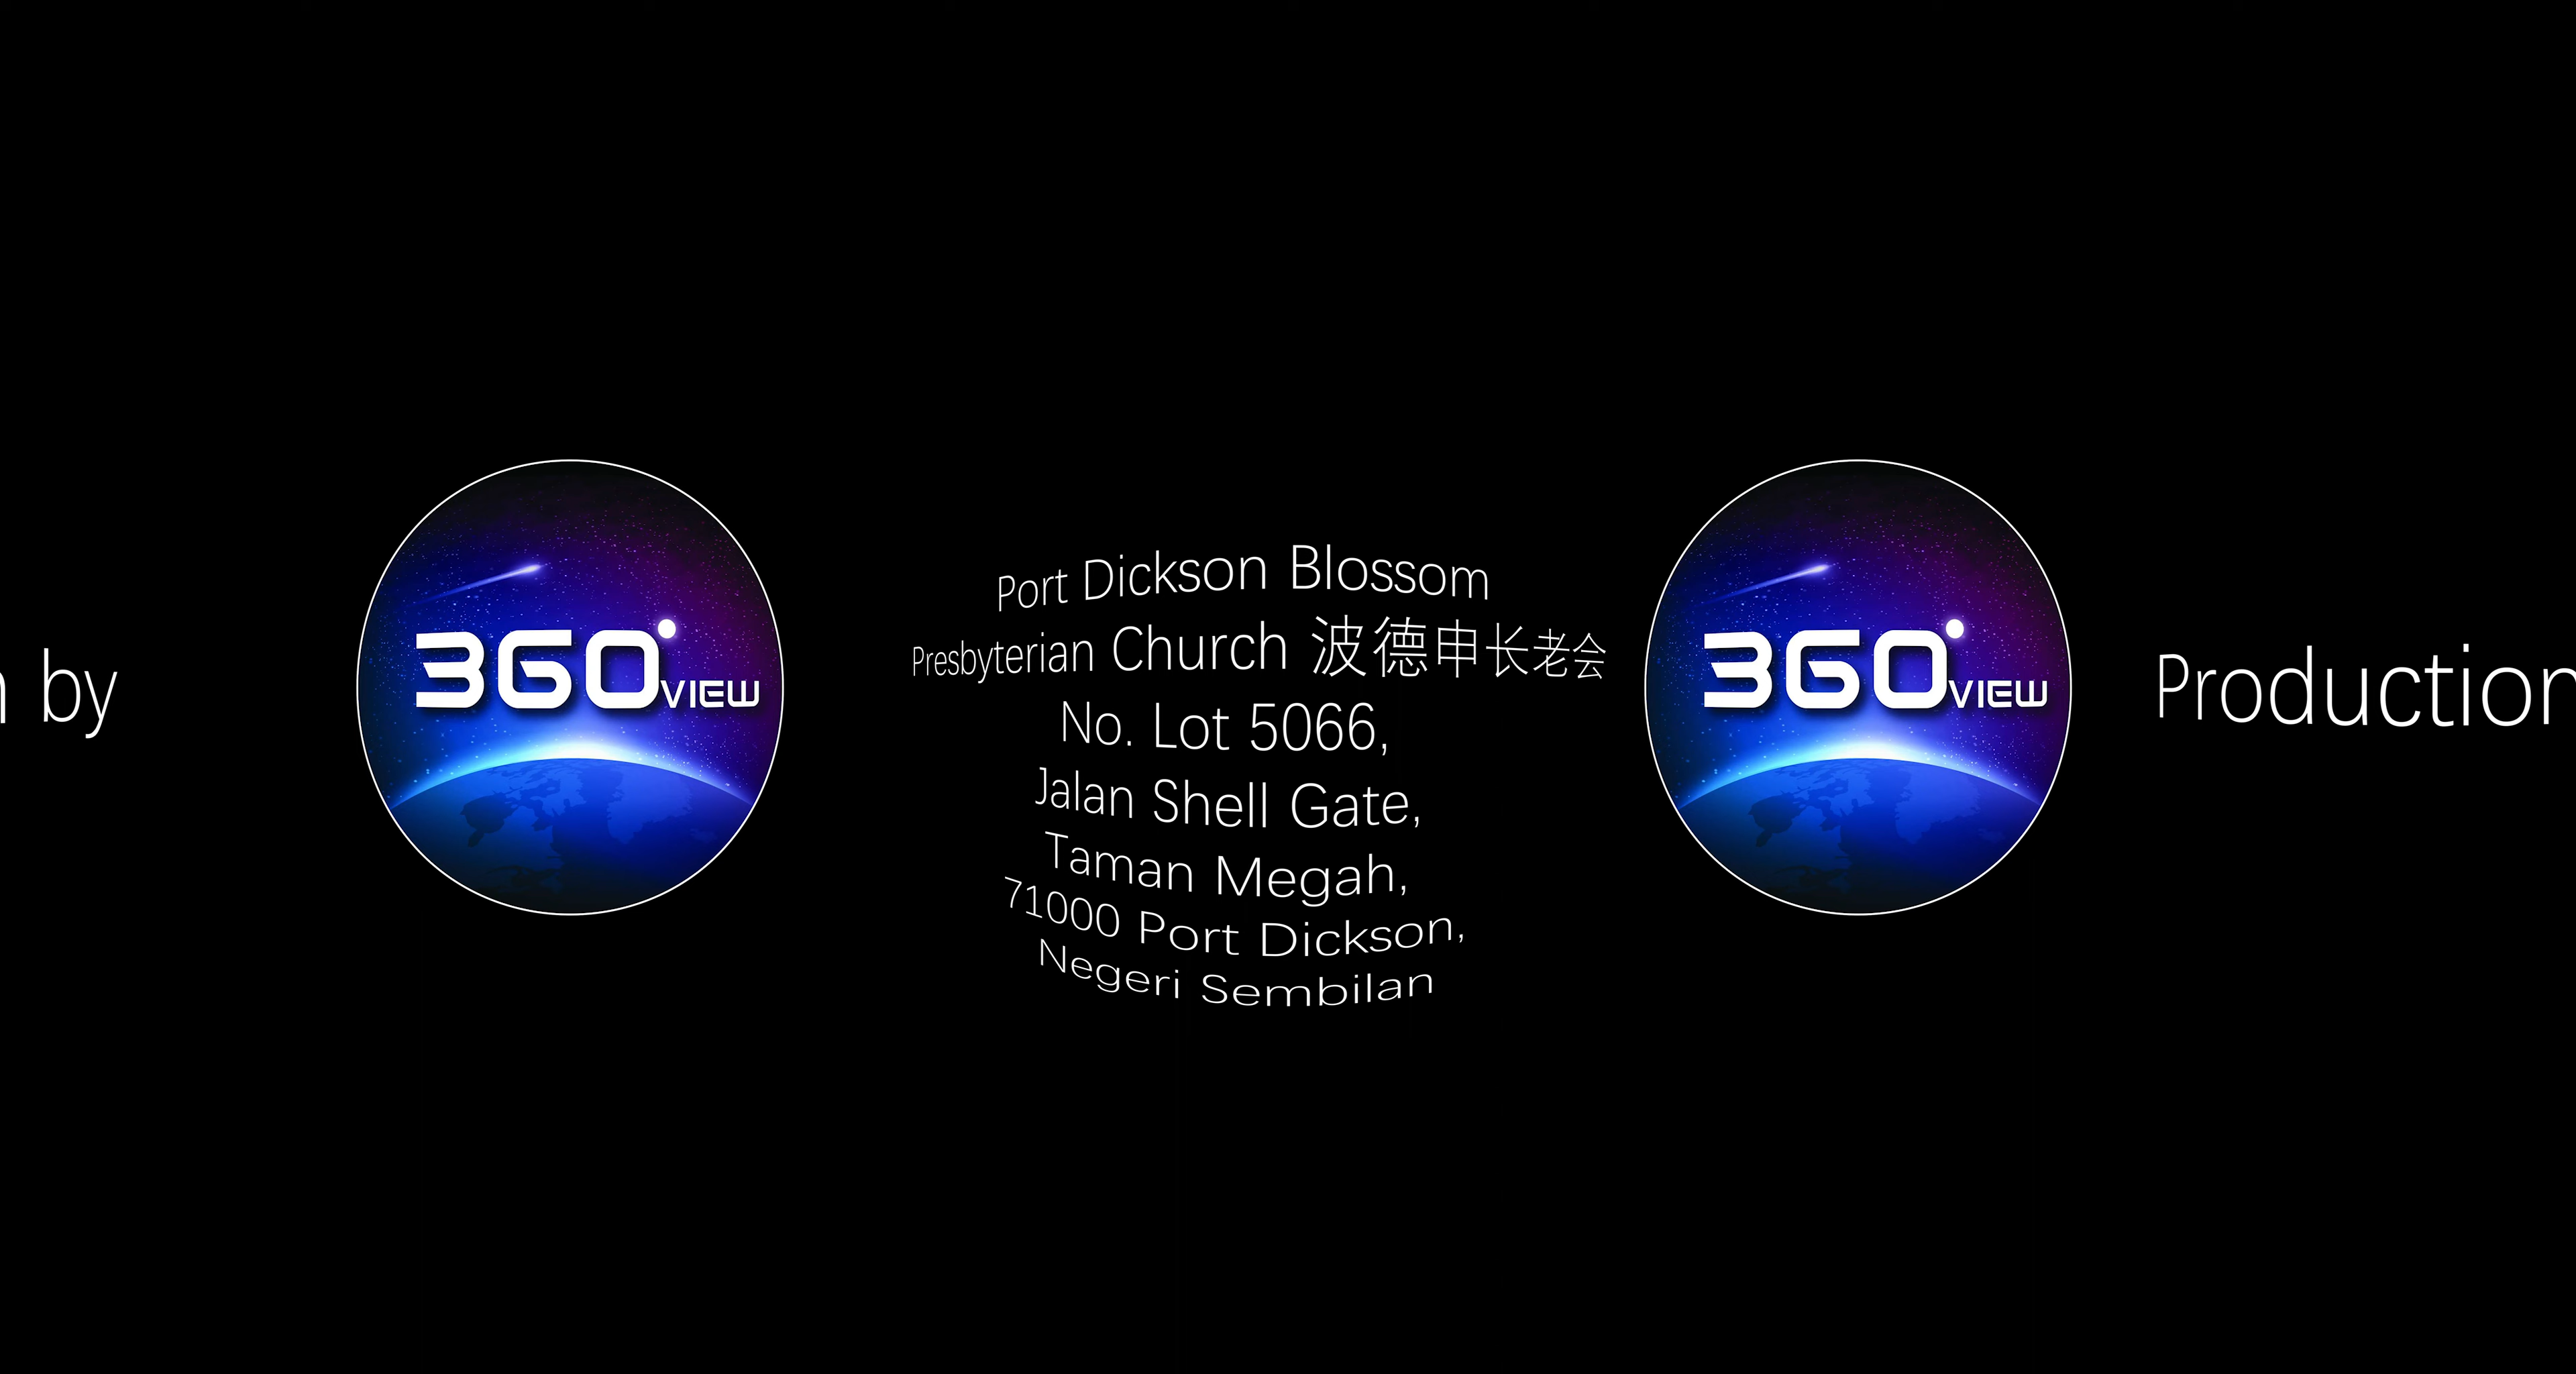 Port Dickson Blossom
Presbyterian Church 波德申长老会
No. Lot 5066,
Jalan Shell Gate,
Taman Megah,
71000 Port Dickson,
Negeri Sembilan
360° VIEW
360° VIEW
Production by